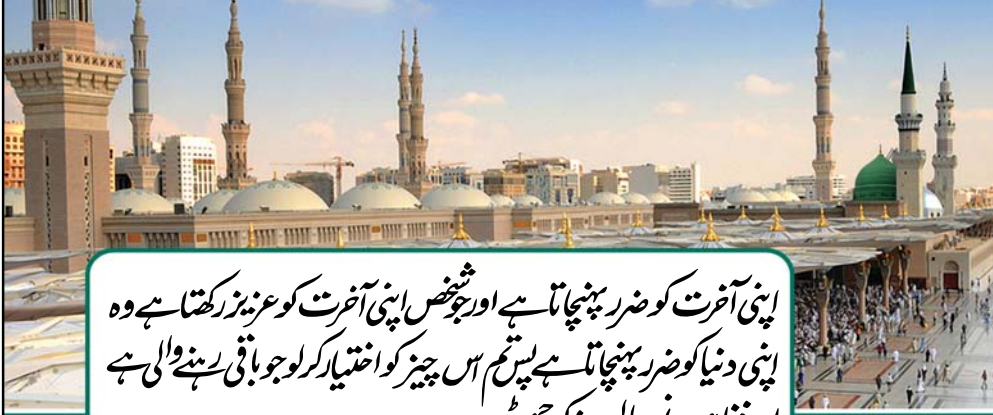 اپنی آخرت کو ضرر پہنچاتا ہے اور جو شخص اپنی آخرت کو عزیز رکھتا ہے وہ
اپنی دنیا کو ضرر پہنچاتا ہے پس تم اس چیز کو اختیار کر لو جو باقی رہنے والی ہے